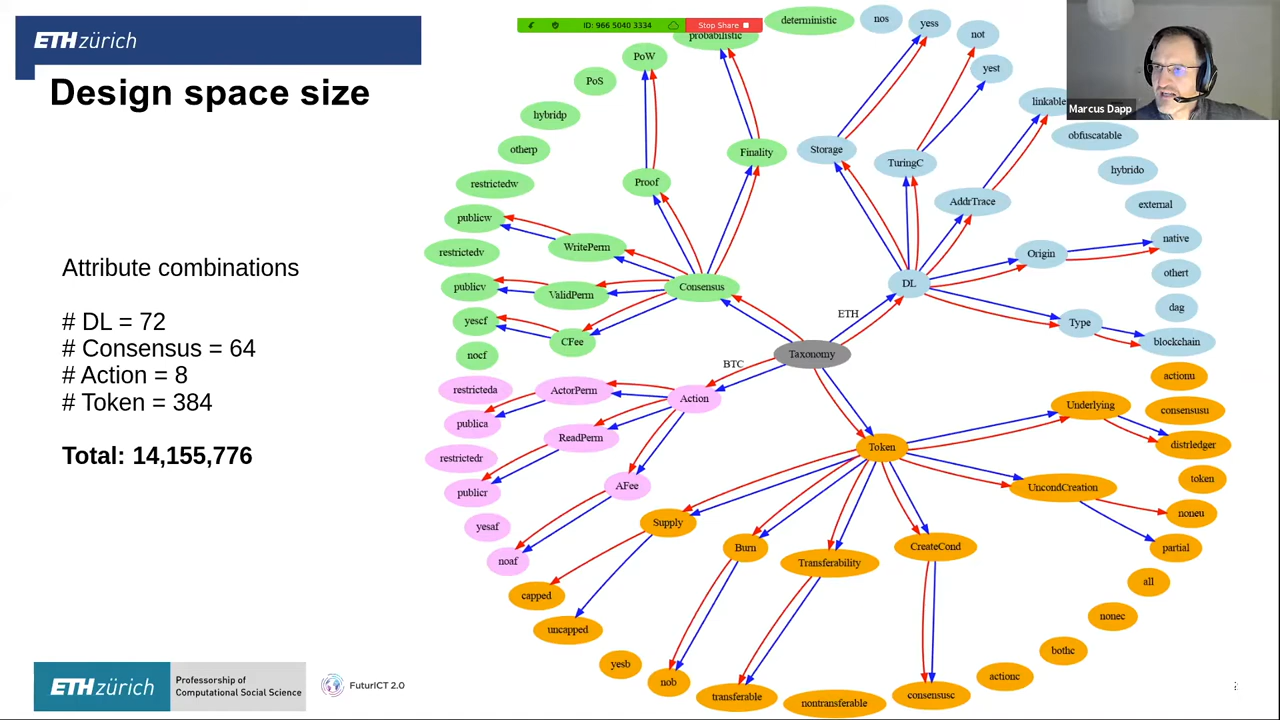 ETH zürich
Design space size
Attribute combinations
# DL = 72
# Consensus = 64
# Action = 8
# Token = 384
Total: 14,155,776
ETH zürich
Professorship of
Computational Social Science
FuturICT 2.0
ID: 966 5040 3334
Stop Share
Marcus Dapp
probabilistic
deterministic
nos
yess
not
yest
linkable
obfuscatable
hybrido
external
native
othert
dag
blockchain
PoW
PoS
hybridp
otherp
restrictedw
publicw
restrictedv
publicv
yescf
nocf
Finality
Proof
WritePerm
ValidPerm
CFee
Consensus
Storage
TuringC
AddrTrace
Origin
Type
DL
ETH
Taxonomy
BTC
Action
ActorPerm
ReadPerm
AFee
restricteda
publica
restrictedr
publicr
yesaf
noaf
Token
Underlying
UncondCreation
CreateCond
Transferability
Burn
Supply
actionu
consensusu
distrledger
token
noneu
partial
all
nonec
bothc
actionc
consensusc
nontransferable
transferable
nob
yesb
uncapped
capped